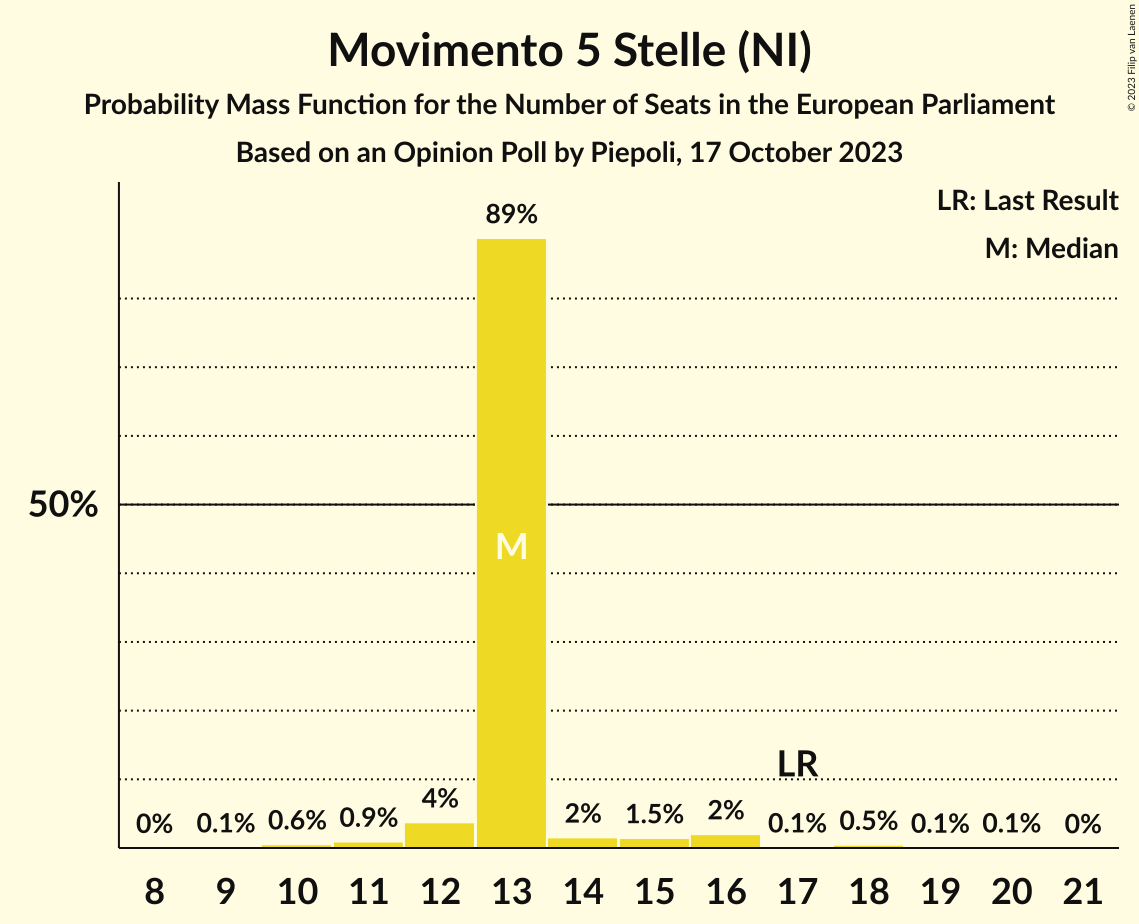 Movimento 5 Stelle (NI)
Probability Mass Function for the Number of Seats in the European Parliament
Based on an Opinion Poll by Piepoli, 17 October 2023
© 2023 Filip van Laenen
LR: Last Result
M: Median
89%
50%
M
LR
0% 0.1% 0.6% 0.9% 4% 2% 1.5% 2% 0.1% 0.5% 0.1% 0.1% 0%
8 9 10 11 12 13 14 15 16 17 18 19 20 21